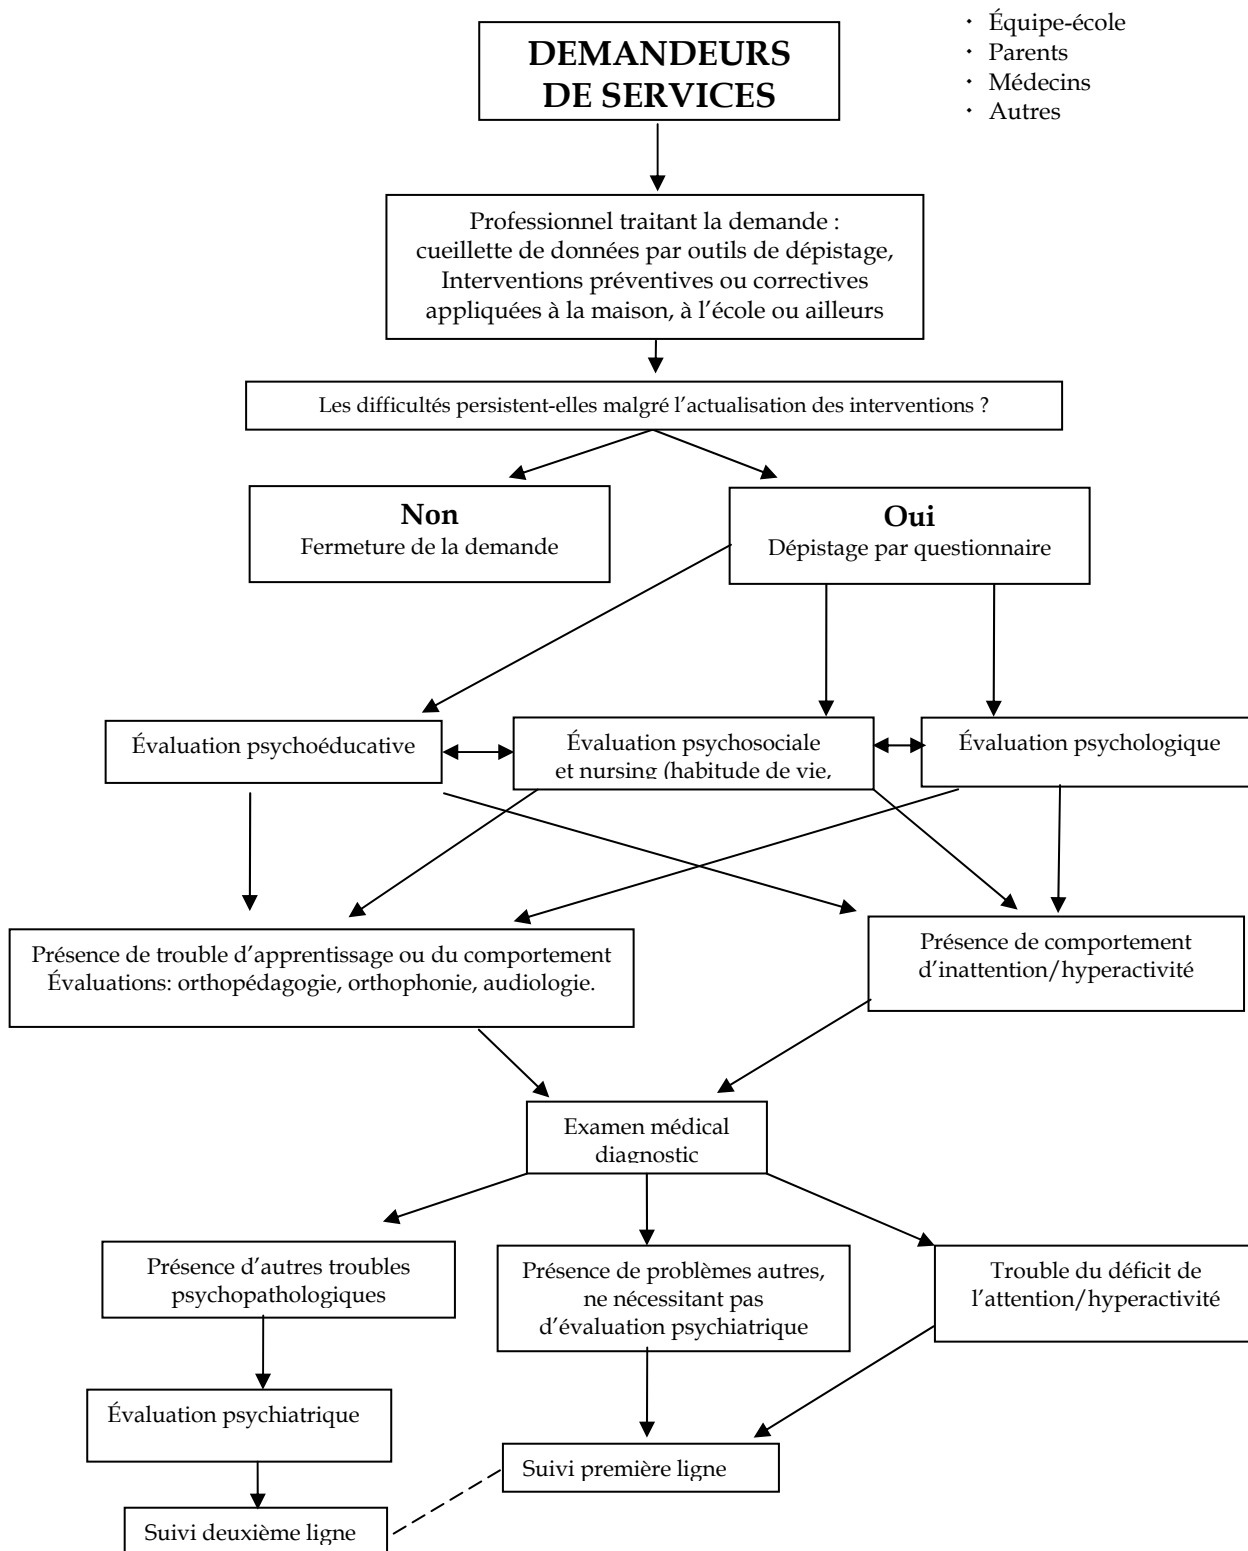 DEMANDEURS
DE SERVICES
· Équipe-école
· Parents
· Médecins
· Autres
Professionnel traitant la demande :
cueillette de données par outils de dépistage,
Interventions préventives ou correctives
appliquées à la maison, à l’école ou ailleurs
Les difficultés persistent-elles malgré l’actualisation des interventions ?
Non
Fermeture de la demande
Oui
Dépistage par questionnaire
Évaluation psychoéducative
Évaluation psychosociale
et nursing (habitude de vie,
Évaluation psychologique
Présence de trouble d’apprentissage ou du comportement
Évaluations: orthopédagogie, orthophonie, audiologie.
Présence de comportement
d’inattention/hyperactivité
Examen médical
diagnostic
Présence d’autres troubles
psychopathologiques
Présence de problèmes autres,
ne nécessitant pas
d’évaluation psychiatrique
Trouble du déficit de
l’attention/hyperactivité
Évaluation psychiatrique
Suivi première ligne
Suivi deuxième ligne